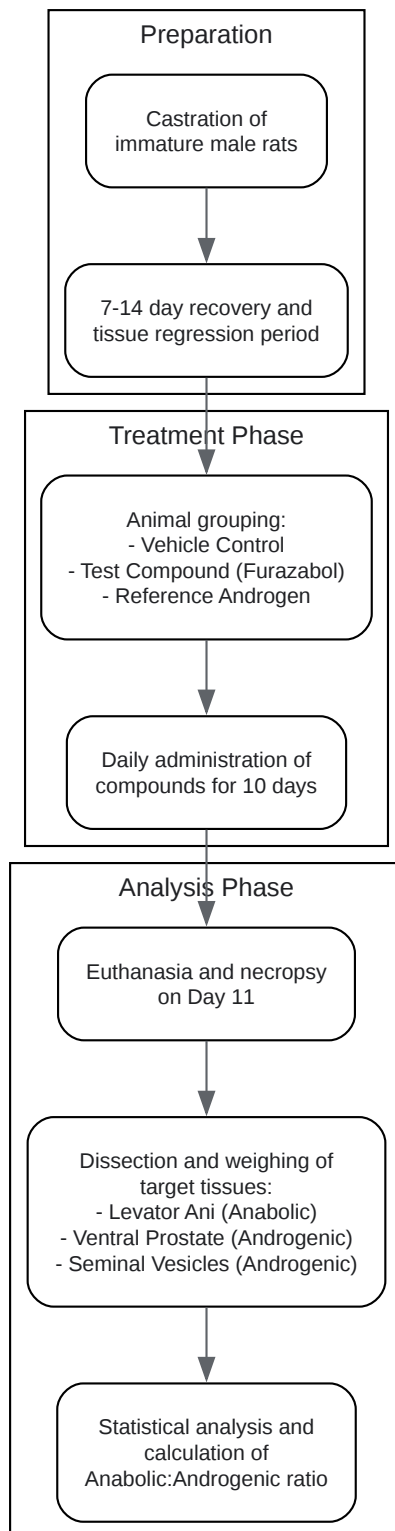 Preparation
Castration of
immature male rats
7-14 day recovery and
tissue regression period
Treatment Phase
Animal grouping:
- Vehicle Control
- Test Compound (Furazabol)
- Reference Androgen
Daily administration of
compounds for 10 days
Analysis Phase
Euthanasia and necropsy
on Day 11
Dissection and weighing of
target tissues:
- Levator Ani (Anabolic)
- Ventral Prostate (Androgenic)
- Seminal Vesicles (Androgenic)
Statistical analysis and
calculation of
Anabolic:Androgenic ratio